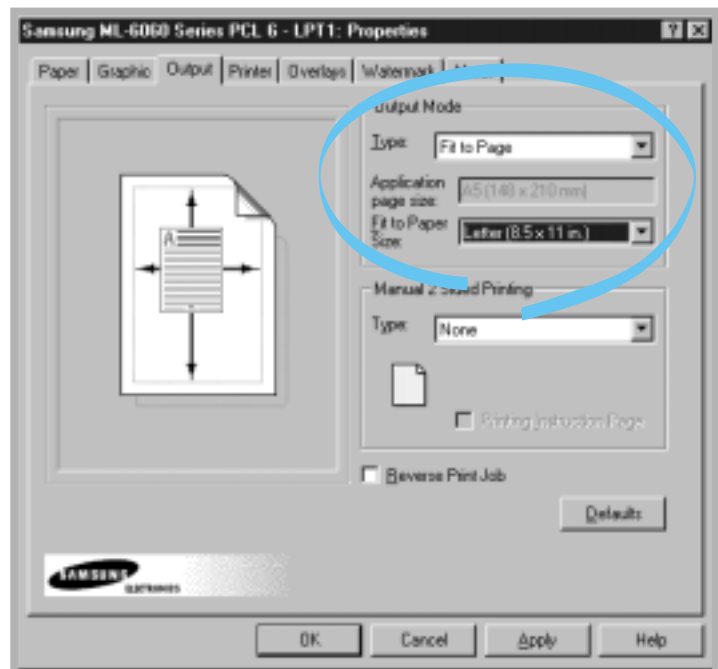 Samsung ML-6060 Series PCL 6 - LPT1: Properties
Paper Graphic Output Printer Overlays Watermark
Output Mode
Type: Fit to Page
Application page size: A5 (148 x 210 mm)
Fit to Paper Size: Letter (8.5 x 11 in.)
Manual 2 Sided Printing
Type: None
Printing Instruction Page
Reverse Print Job
Defaults
A
SAMSUNG
ELECTRONICS
OK Cancel Apply Help